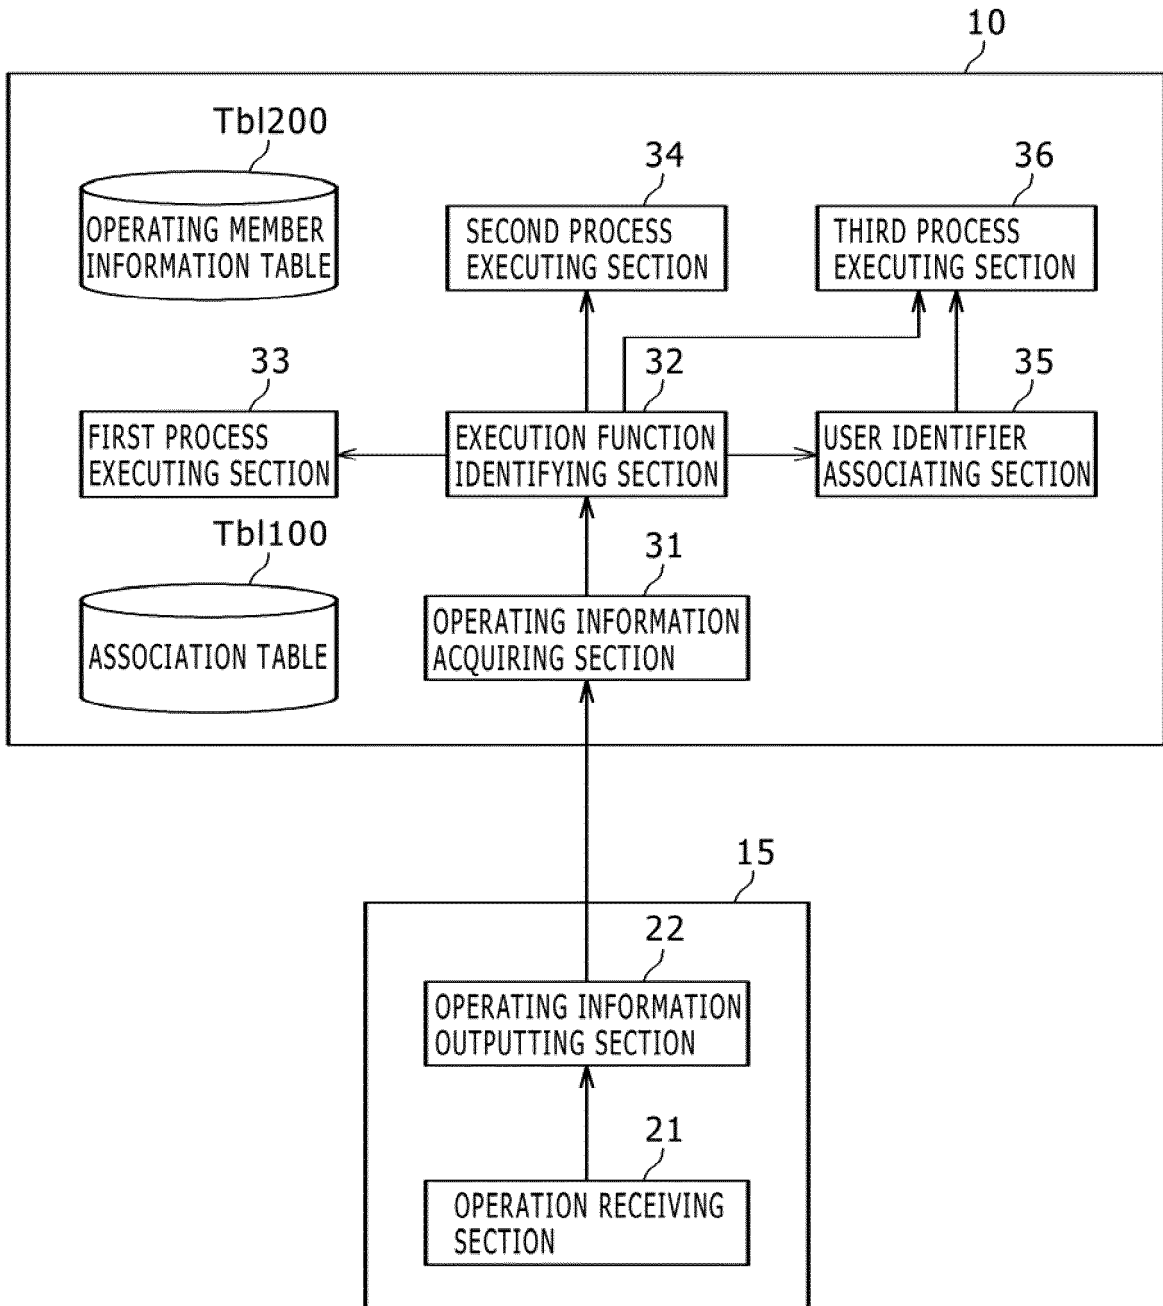 10
Tbl200
OPERATING MEMBER
INFORMATION TABLE
34
SECOND PROCESS
EXECUTING SECTION
36
THIRD PROCESS
EXECUTING SECTION
33
FIRST PROCESS
EXECUTING SECTION
32
EXECUTION FUNCTION
IDENTIFYING SECTION
35
USER IDENTIFIER
ASSOCIATING SECTION
Tbl100
ASSOCIATION TABLE
31
OPERATING INFORMATION
ACQUIRING SECTION
15
22
OPERATING INFORMATION
OUTPUTTING SECTION
21
OPERATION RECEIVING
SECTION